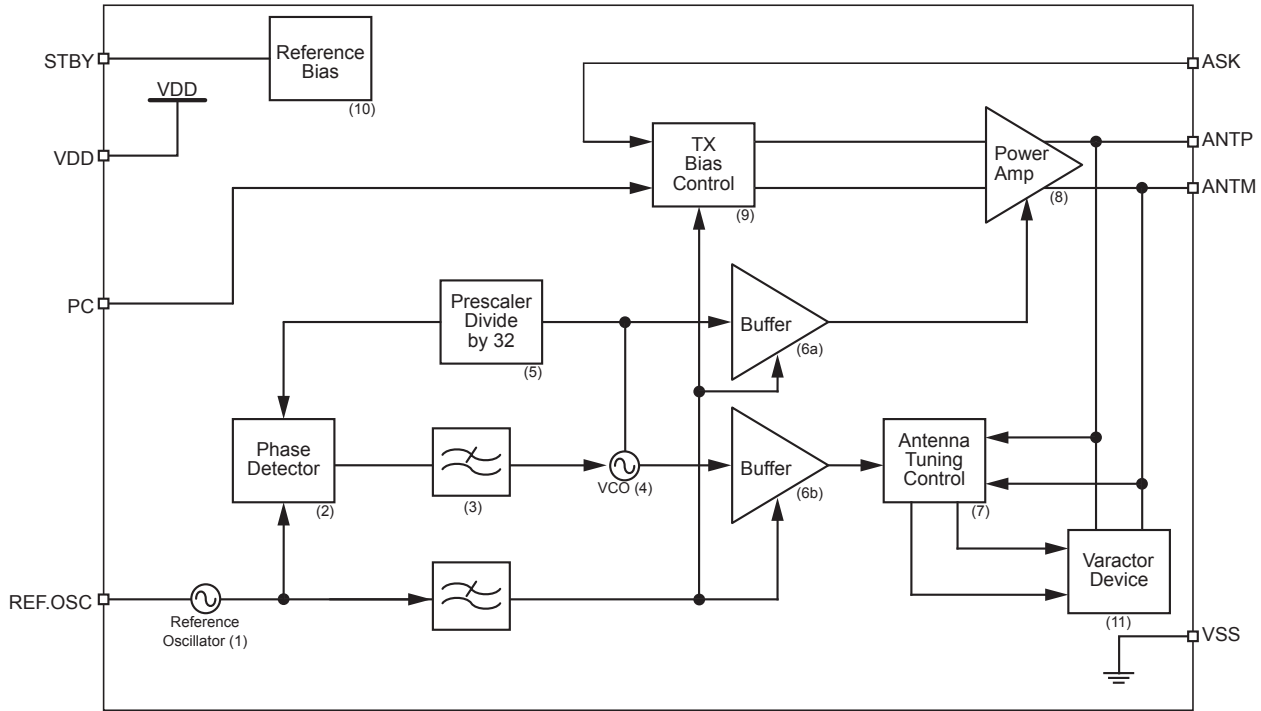 STBY
Reference
Bias
(10)
VDD
VDD
ASK
TX
Bias
Control
(9)
Power
Amp
(8)
ANTP
ANTM
PC
Prescaler
Divide
by 32
(5)
Buffer
(6a)
Phase
Detector
(2)
(3)
VCO (4)
Buffer
(6b)
Antenna
Tuning
Control
(7)
Varactor
Device
(11)
REF.OSC
Reference
Oscillator (1)
VSS